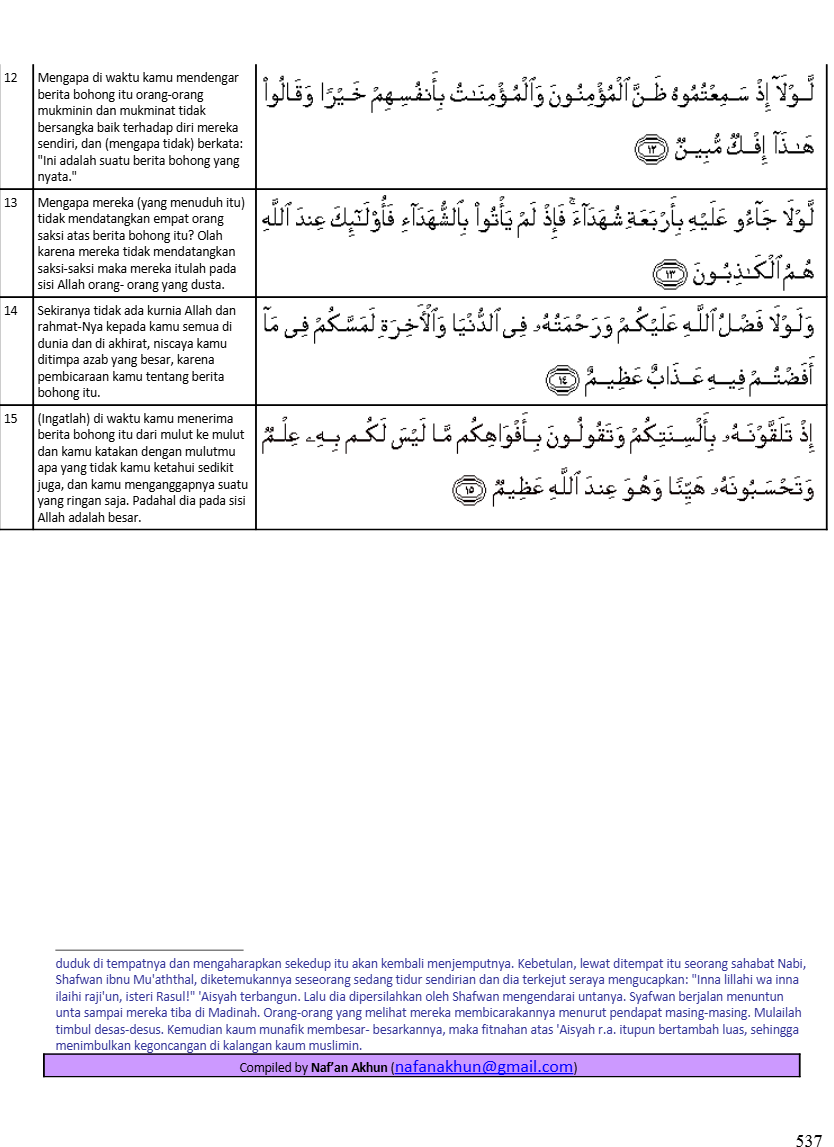 12
Mengapa di waktu kamu mendengar
berita bohong itu orang-orang
mukminin dan mukminat tidak
bersangka baik terhadap diri mereka
sendiri, dan (mengapa tidak) berkata:
"Ini adalah suatu berita bohong yang
nyata."
لَّوْلَآ إِذْ سَمِعْتُمُوهُ ظَنَّ ٱلْمُؤْمِنُونَ وَٱلْمُؤْمِنَـٰتُ بِأَنفُسِهِمْ خَيْرًا وَقَالُوا۟
هَـٰذَآ إِفْكٌ مُّبِينٌ ١٢
13
Mengapa mereka (yang menuduh itu)
tidak mendatangkan empat orang
saksi atas berita bohong itu? Olah
karena mereka tidak mendatangkan
saksi-saksi maka mereka itulah pada
sisi Allah orang- orang yang dusta.
لَّوْلَا جَآءُو عَلَيْهِ بِأَرْبَعَةِ شُهَدَآءَ ۚ فَإِذْ لَمْ يَأْتُوا۟ بِٱلشُّهَدَآءِ فَأُو۟لَـٰٓئِكَ عِندَ ٱللَّهِ
هُمُ ٱلْكَـٰذِبُونَ ١٣
14
Sekiranya tidak ada kurnia Allah dan
rahmat-Nya kepada kamu semua di
dunia dan di akhirat, niscaya kamu
ditimpa azab yang besar, karena
pembicaraan kamu tentang berita
bohong itu.
وَلَوْلَا فَضْلُ ٱللَّهِ عَلَيْكُمْ وَرَحْمَتُهُۥ فِى ٱلدُّنْيَا وَٱلْأَخِرَةِ لَمَسَّكُمْ فِى مَآ
أَفَضْتُمْ فِيهِ عَذَابٌ عَظِيمٌ ١٤
15
(Ingatlah) di waktu kamu menerima
berita bohong itu dari mulut ke mulut
dan kamu katakan dengan mulutmu
apa yang tidak kamu ketahui sedikit
juga, dan kamu menganggapnya suatu
yang ringan saja. Padahal dia pada sisi
Allah adalah besar.
إِذْ تَلَقَّوْنَهُۥ بِأَلْسِنَتِكُمْ وَتَقُولُونَ بِأَفْوَاهِكُم مَّا لَيْسَ لَكُم بِهِۦ عِلْمٌ
وَتَحْسَبُونَهُۥ هَيِّنًا وَهُوَ عِندَ ٱللَّهِ عَظِيمٌ ١٥
duduk di tempatnya dan mengaharapkan sekedup itu akan kembali menjemputnya. Kebetulan, lewat ditempat itu seorang sahabat Nabi,
Shafwan ibnu Mu'aththal, diketemukannya seseorang sedang tidur sendirian dan dia terkejut seraya mengucapkan: "Inna lillahi wa inna
ilaihi raji'un, isteri Rasul!" 'Aisyah terbangun. Lalu dia dipersilahkan oleh Shafwan mengendarai untanya. Syafwan berjalan menuntun
unta sampai mereka tiba di Madinah. Orang-orang yang melihat mereka membicarakannya menurut pendapat masing-masing. Mulailah
timbul desas-desus. Kemudian kaum munafik membesar- besarkannya, maka fitnahan atas 'Aisyah r.a. itupun bertambah luas, sehingga
menimbulkan kegoncangan di kalangan kaum muslimin.
Compiled by Naf’an Akhun (nafanakhun@gmail.com)
537